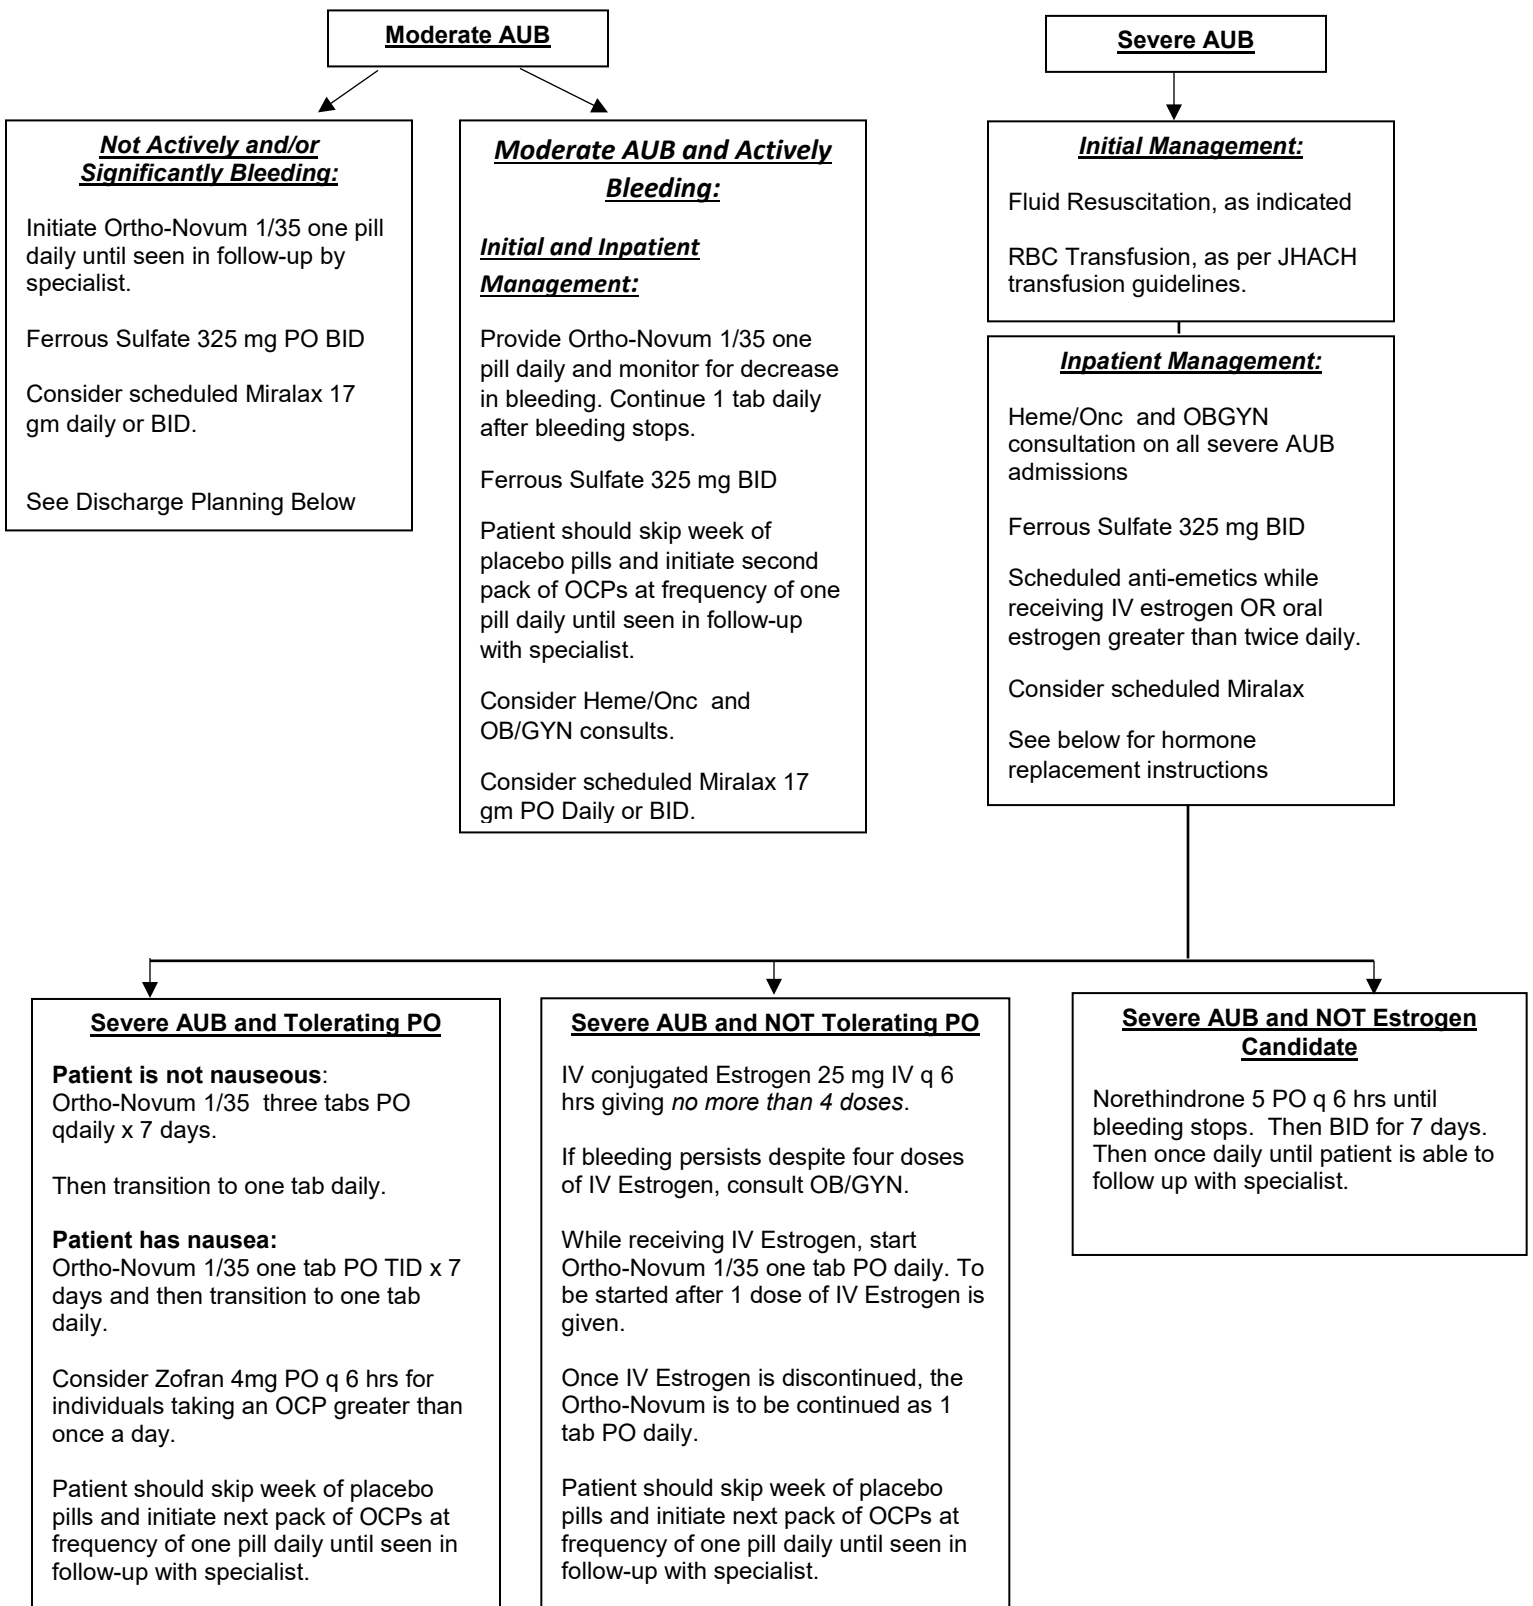 Moderate AUB
Severe AUB
Not Actively and/or
Significantly Bleeding:
Initiate Ortho-Novum 1/35 one pill
daily until seen in follow-up by
specialist.
Ferrous Sulfate 325 mg PO BID
Consider scheduled Miralax 17
gm daily or BID.
See Discharge Planning Below
Moderate AUB and Actively
Bleeding:
Initial and Inpatient
Management:
Provide Ortho-Novum 1/35 one
pill daily and monitor for decrease
in bleeding. Continue 1 tab daily
after bleeding stops.
Ferrous Sulfate 325 mg BID
Patient should skip week of
placebo pills and initiate second
pack of OCPs at frequency of one
pill daily until seen in follow-up
with specialist.
Consider Heme/Onc and
OB/GYN consults.
Consider scheduled Miralax 17
gm PO Daily or BID.
Initial Management:
Fluid Resuscitation, as indicated
RBC Transfusion, as per JHACH
transfusion guidelines.
Inpatient Management:
Heme/Onc and OBGYN
consultation on all severe AUB
admissions
Ferrous Sulfate 325 mg BID
Scheduled anti-emetics while
receiving IV estrogen OR oral
estrogen greater than twice daily.
Consider scheduled Miralax
See below for hormone
replacement instructions
Severe AUB and Tolerating PO
Patient is not nauseous:
Ortho-Novum 1/35 three tabs PO
qdaily x 7 days.
Then transition to one tab daily.
Patient has nausea:
Ortho-Novum 1/35 one tab PO TID x 7
days and then transition to one tab
daily.
Consider Zofran 4mg PO q 6 hrs for
individuals taking an OCP greater than
once a day.
Patient should skip week of placebo
pills and initiate next pack of OCPs at
frequency of one pill daily until seen in
follow-up with specialist.
Severe AUB and NOT Tolerating PO
IV conjugated Estrogen 25 mg IV q 6
hrs giving no more than 4 doses.
If bleeding persists despite four doses
of IV Estrogen, consult OB/GYN.
While receiving IV Estrogen, start
Ortho-Novum 1/35 one tab PO daily. To
be started after 1 dose of IV Estrogen is
given.
Once IV Estrogen is discontinued, the
Ortho-Novum is to be continued as 1
tab PO daily.
Patient should skip week of placebo
pills and initiate next pack of OCPs at
frequency of one pill daily until seen in
follow-up with specialist.
Severe AUB and NOT Estrogen
Candidate
Norethindrone 5 PO q 6 hrs until
bleeding stops. Then BID for 7 days.
Then once daily until patient is able to
follow up with specialist.